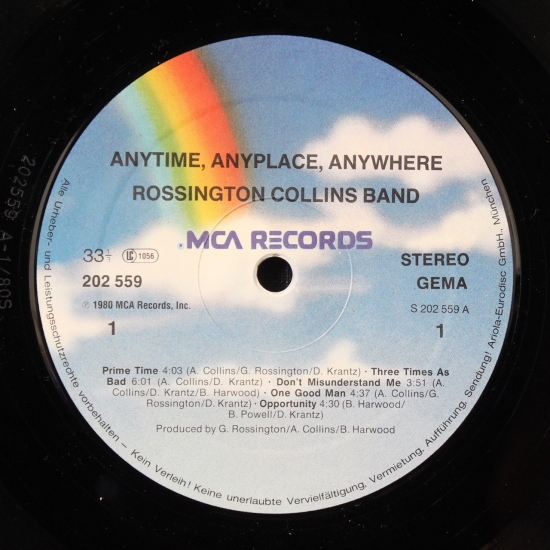 ANYTIME, ANYPLACE, ANYWHERE
ROSSINGTON COLLINS BAND
MCA RECORDS
33⅓ LC 1056
STEREO
202 559
GEMA
℗ 1980 MCA Records, Inc.
S 202 559 A
1
1
Prime Time 4:03 (A. Collins/G. Rossington/D. Krantz) · Three Times As
Bad 6:01 (A. Collins/D. Krantz) · Don't Misunderstand Me 3:51 (A.
Collins/D. Krantz/B. Harwood) · One Good Man 4:37 (A. Collins/G.
Rossington/D. Krantz) · Opportunity 4:30 (B. Harwood/
B. Powell/D. Krantz)
Produced by G. Rossington/A. Collins/B. Harwood
Alle Urheber- und Leistungsschutzrechte vorbehalten – Kein Verleih! Keine unerlaubte Vervielfältigung, Vermietung, Aufführung, Sendung! Ariola-Eurodisc GmbH., München
202559 A-1/80S